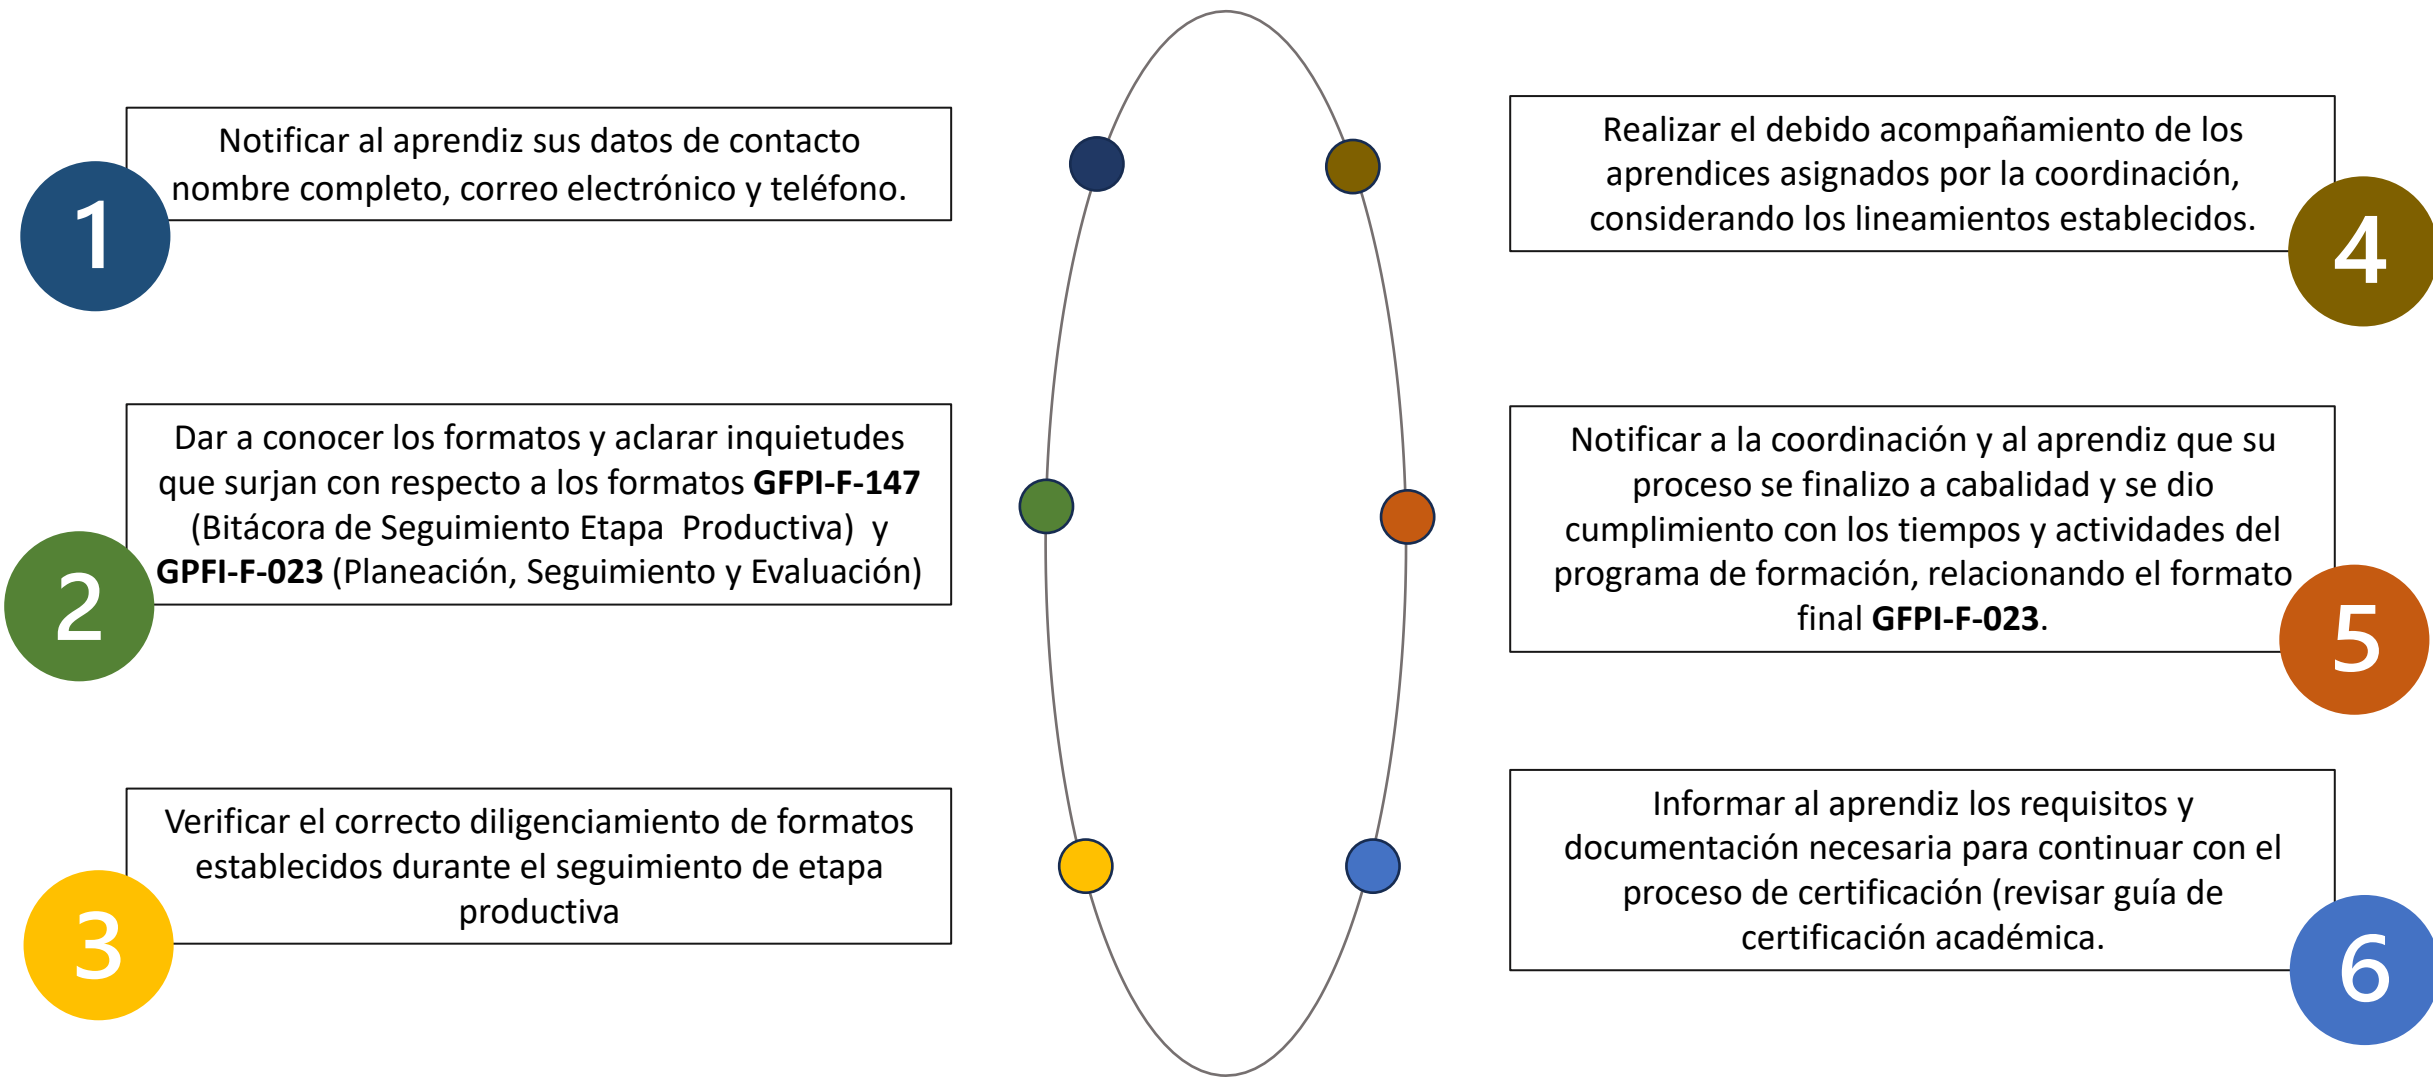 1
Notificar al aprendiz sus datos de contacto
nombre completo, correo electrónico y teléfono.
2
Dar a conocer los formatos y aclarar inquietudes
que surjan con respecto a los formatos GFPI-F-147
(Bitácora de Seguimiento Etapa  Productiva)  y
GPFI-F-023 (Planeación, Seguimiento y Evaluación)
3
Verificar el correcto diligenciamiento de formatos
establecidos durante el seguimiento de etapa
productiva
4
Realizar el debido acompañamiento de los
aprendices asignados por la coordinación,
considerando los lineamientos establecidos.
5
Notificar a la coordinación y al aprendiz que su
proceso se finalizo a cabalidad y se dio
cumplimiento con los tiempos y actividades del
programa de formación, relacionando el formato
final GFPI-F-023.
6
Informar al aprendiz los requisitos y
documentación necesaria para continuar con el
proceso de certificación (revisar guía de
certificación académica.